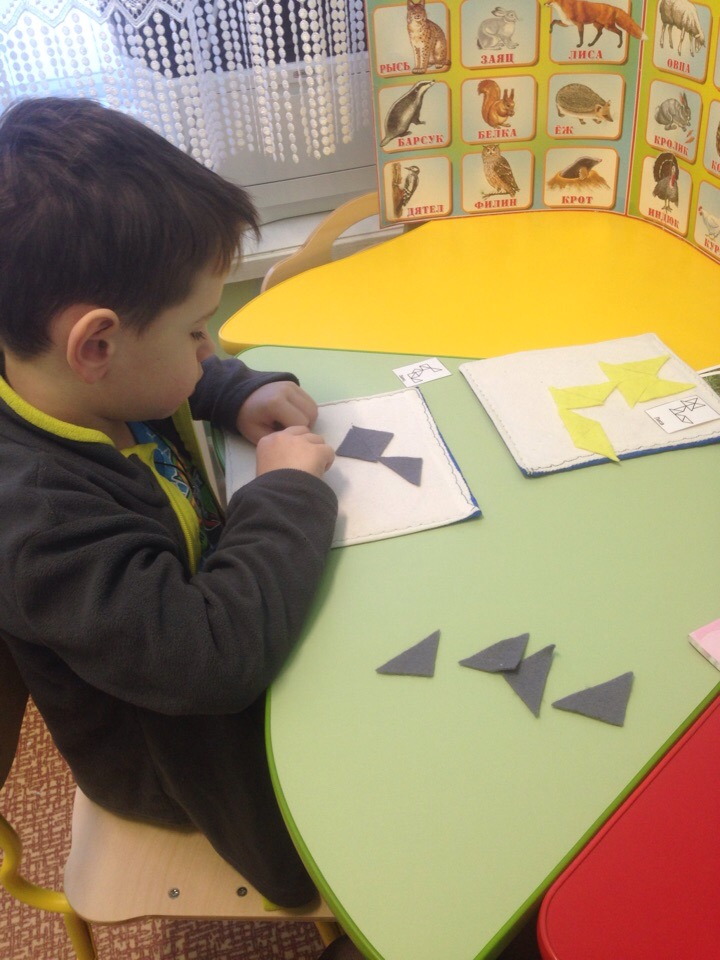 РЫСЬ
ЗАЯЦ
ЛИСА
БАРСУК
БЕЛКА
ЁЖ
ДЯТЕЛ
ФИЛИН
КРОТ
ОВЦА
КРОЛИК
ИНДЮК